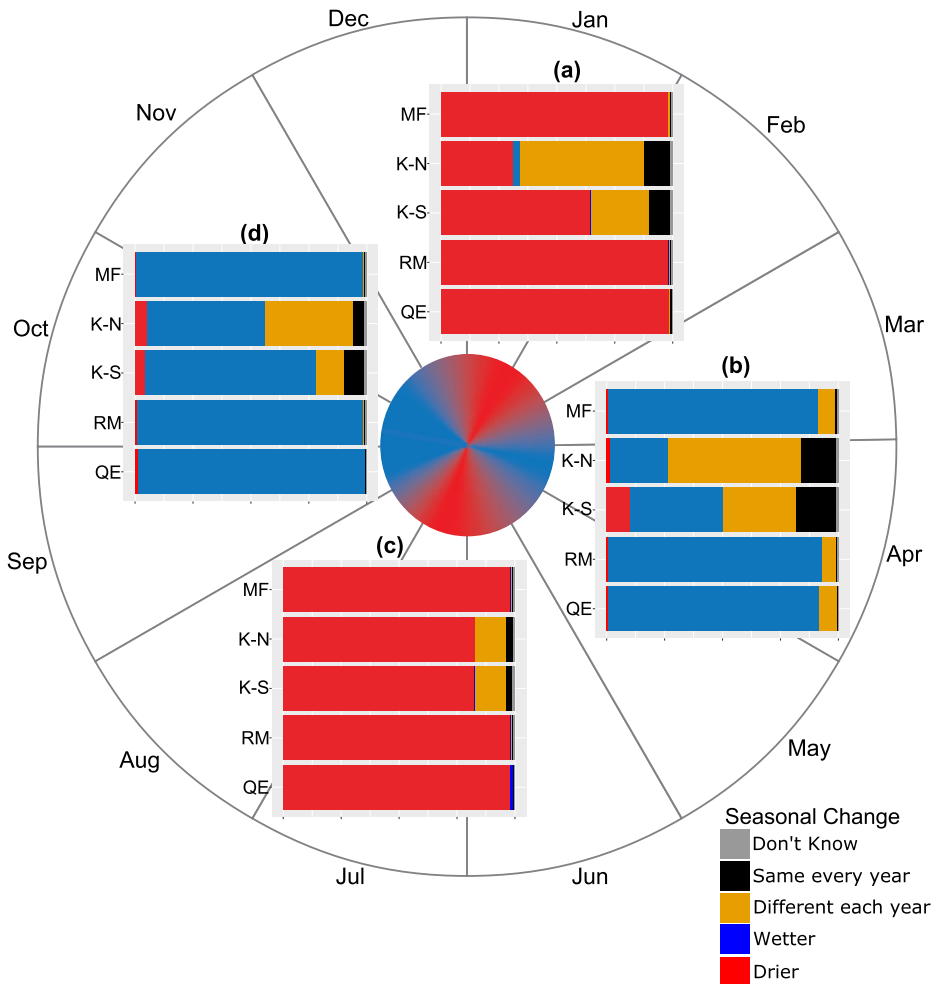 Dec
Jan
Nov
Feb
(a)
MF
K-N
K-S
RM
QE
(d)
MF
K-N
K-S
RM
QE
Oct
Mar
(b)
MF
K-N
K-S
RM
QE
Sep
Apr
(c)
MF
K-N
K-S
RM
QE
Aug
May
Jul
Jun
Seasonal Change
Don't Know
Same every year
Different each year
Wetter
Drier